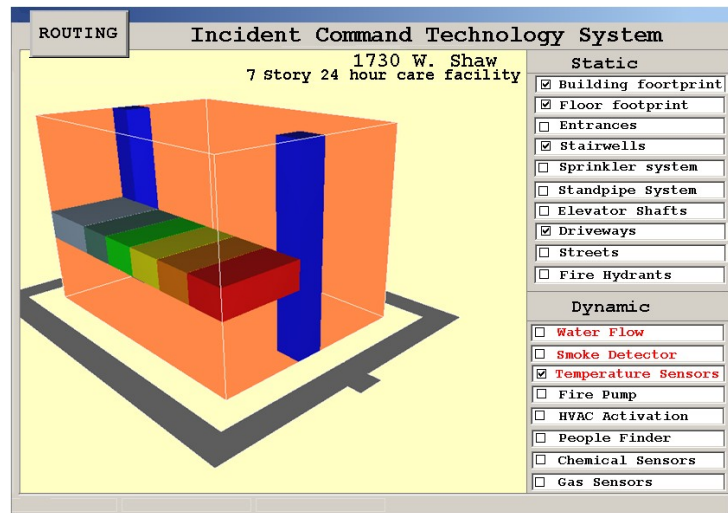 ROUTING
Incident Command Technology System
1730 W. Shaw
7 Story 24 hour care facility
Static
Building foortprint
Floor footprint
Entrances
Stairwells
Sprinkler system
Standpipe System
Elevator Shafts
Driveways
Streets
Fire Hydrants
Dynamic
Water Flow
Smoke Detector
Temperature Sensors
Fire Pump
HVAC Activation
People Finder
Chemical Sensors
Gas Sensors